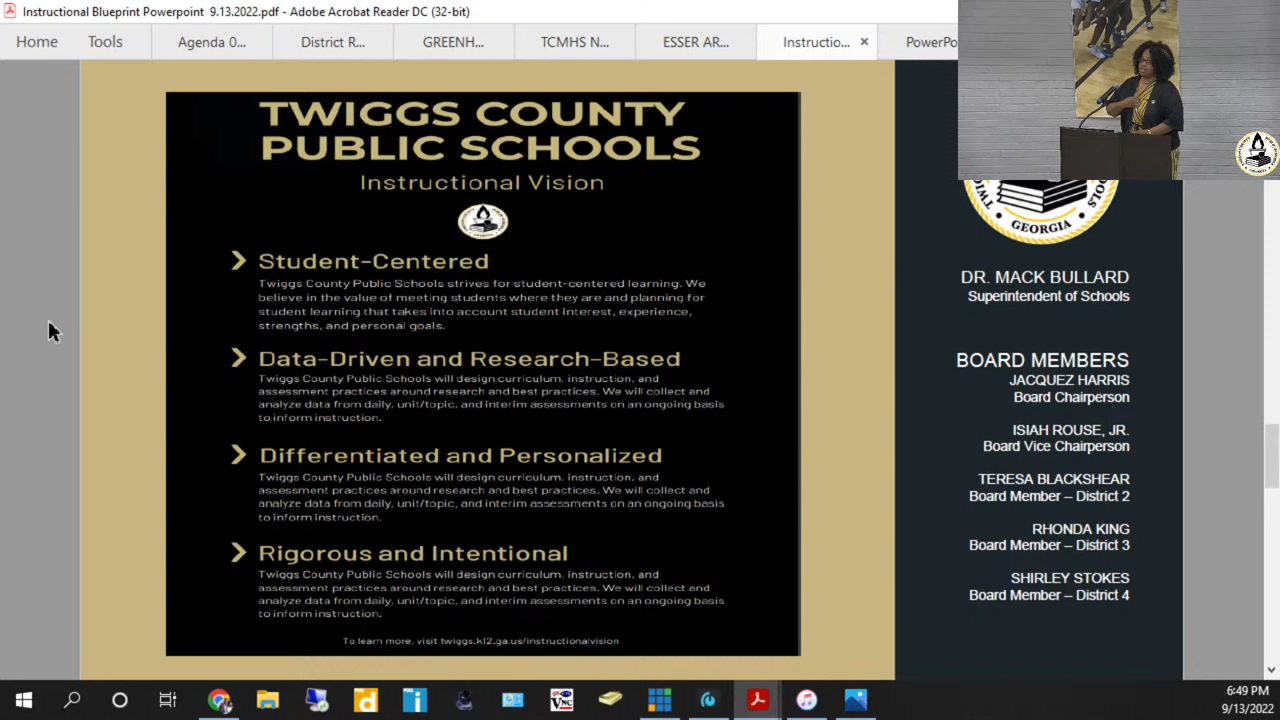 Instructional Blueprint Powerpoint 9.13.2022.pdf - Adobe Acrobat Reader DC (32-bit)
Home
Tools
Agenda 0...
District R...
GREENH...
TCMHS N...
ESSER AR...
Instructio...
PowerPo
TWIGGS COUNTY
PUBLIC SCHOOLS
Instructional Vision
Student-Centered
Twiggs County Public Schools strives for student-centered learning. We
believe in the value of meeting students where they are and planning for
student learning that takes into account student interest, experience,
strengths, and personal goals.
Data-Driven and Research-Based
Twiggs County Public Schools will design curriculum, instruction, and
assessment practices around research and best practices. We will collect and
analyze data from daily, unit/topic, and interim assessments on an ongoing basis
to inform instruction.
Differentiated and Personalized
Twiggs County Public Schools will design curriculum, instruction, and
assessment practices around research and best practices. We will collect and
analyze data from daily, unit/topic, and interim assessments on an ongoing basis
to inform instruction.
Rigorous and Intentional
Twiggs County Public Schools will design curriculum, instruction, and
assessment practices around research and best practices. We will collect and
analyze data from daily, unit/topic, and interim assessments on an ongoing basis
to inform instruction.
To learn more, visit twiggs.k12.ga.us/instructionalvision
GEORGIA
DR. MACK BULLARD
Superintendent of Schools
BOARD MEMBERS
JACQUEZ HARRIS
Board Chairperson
ISIAH ROUSE, JR.
Board Vice Chairperson
TERESA BLACKSHEAR
Board Member – District 2
RHONDA KING
Board Member – District 3
SHIRLEY STOKES
Board Member – District 4
6:49 PM
9/13/2022